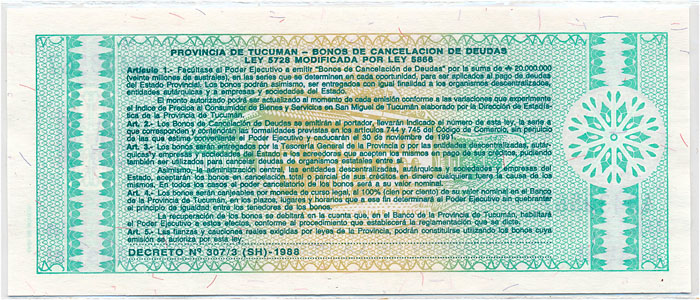 PROVINCIA DE TUCUMAN - BONOS DE CANCELACION DE DEUDAS
LEY 5728 MODIFICADA POR LEY 5866
Artículo 1.- Facúltase al Poder Ejecutivo a emitir "Bonos de Cancelación de Deudas" por la suma de ₳ 20.000.000
(veinte millones de australes), en las series que se determinen en cada oportunidad, para ser aplicados al pago de deudas
del Estado Provincial. Los bonos podrán asimismo, ser entregados con igual finalidad a los organismos descentralizados,
entidades autárquicas y a empresas y sociedades del Estado.
El monto autorizado podrá ser actualizado al momento de cada emisión conforme a las variaciones que experimente
el Indice de Precios al Consumidor de Bienes y Servicios en San Miguel de Tucumán elaborado por la Dirección de Estadís-
tica de la Provincia de Tucumán.
Art. 2.- Los Bonos de Cancelación de Deudas se emitirán al portador, llevarán indicado el número de esta ley, la serie a
que corresponden y contendrán las formalidades previstas en los artículos 744 y 745 del Código de Comercio, sin perjuicio
de las que estime conveniente el Poder Ejecutivo y caducarán el 30 de noviembre de 1991.
Art. 3.- Los bonos serán entregados por la Tesorería General de la Provincia o por las entidades descentralizadas, autár-
quicas y empresas y sociedades del Estado a los acreedores que acepten los mismos en pago de sus créditos, pudiendo
también ser utilizados para cancelar deudas de organismos estatales entre sí.
Asimismo, la administración central, las entidades descentralizadas, autárquicas y sociedades y empresas del
Estado, aceptarán los bonos en cancelación total o parcial de sus créditos en dinero cualquiera fuere la causa de los
mismos. En todos los casos el poder cancelatorio del bono será a su valor nominal.
Art. 4.- Los bonos serán canjeables por moneda de curso legal, al 100% (cien por ciento) de su valor nominal en el Banco
de la Provincia de Tucumán, en los plazos, lugares y horarios que a ese fin determinará el Poder Ejecutivo sin quebrantar
el principio de igualdad entre los tenedores de los bonos.
La recuperación de los bonos se debitará en la cuenta que, en el Banco de la Provincia de Tucumán, habilitará
el Poder Ejecutivo a estos efectos, conforme al procedimiento que establecerá la reglamentación que se dicte.
Art. 5.- Las fianzas y cauciones reales exigidas por leyes de la Provincia, podrán constituirse utilizando los bonos cuya
emisión se autoriza por esta ley.
DECRETO Nº 307/3 (SH)-1988